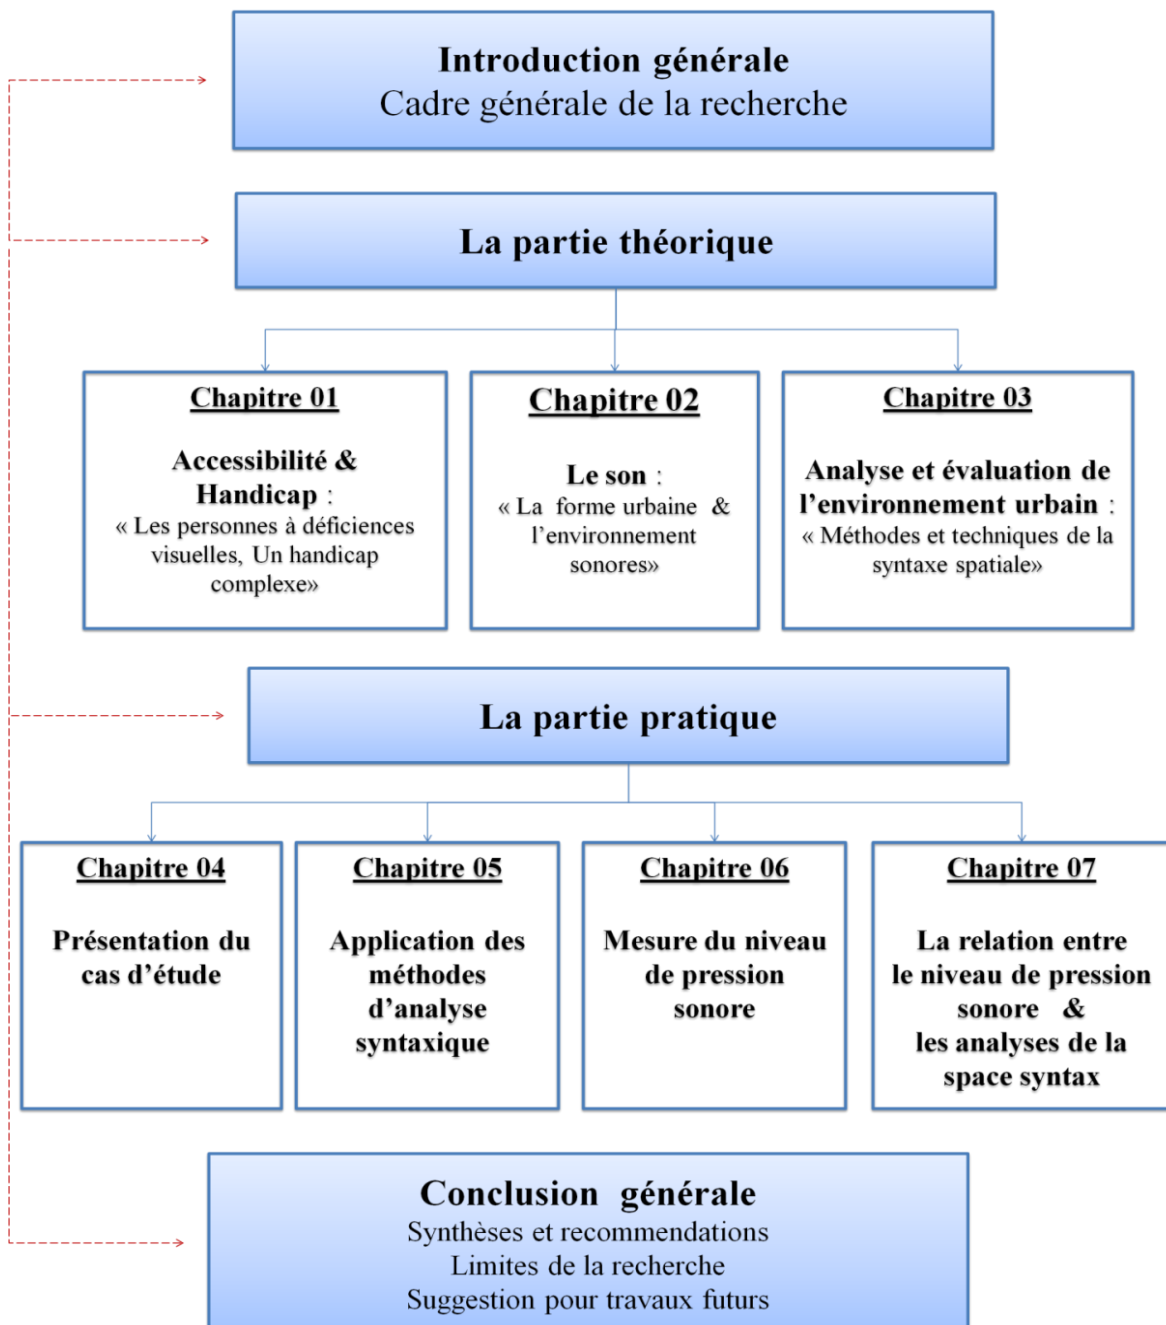 Introduction générale
Cadre générale de la recherche
La partie théorique
Chapitre 01
Accessibilité &
Handicap :
« Les personnes à déficiences
visuelles, Un handicap
complexe»
Chapitre 02
Le son :
« La forme urbaine &
l’environnement
sonores»
Chapitre 03
Analyse et évaluation de
l’environnement urbain :
« Méthodes et techniques de la
syntaxe spatiale»
La partie pratique
Chapitre 04
Présentation du
cas d’étude
Chapitre 05
Application des
méthodes
d’analyse
syntaxique
Chapitre 06
Mesure du niveau
de pression
sonore
Chapitre 07
La relation entre
le niveau de pression
sonore &
les analyses de la
space syntax
Conclusion générale
Synthèses et recommendations
Limites de la recherche
Suggestion pour travaux futurs